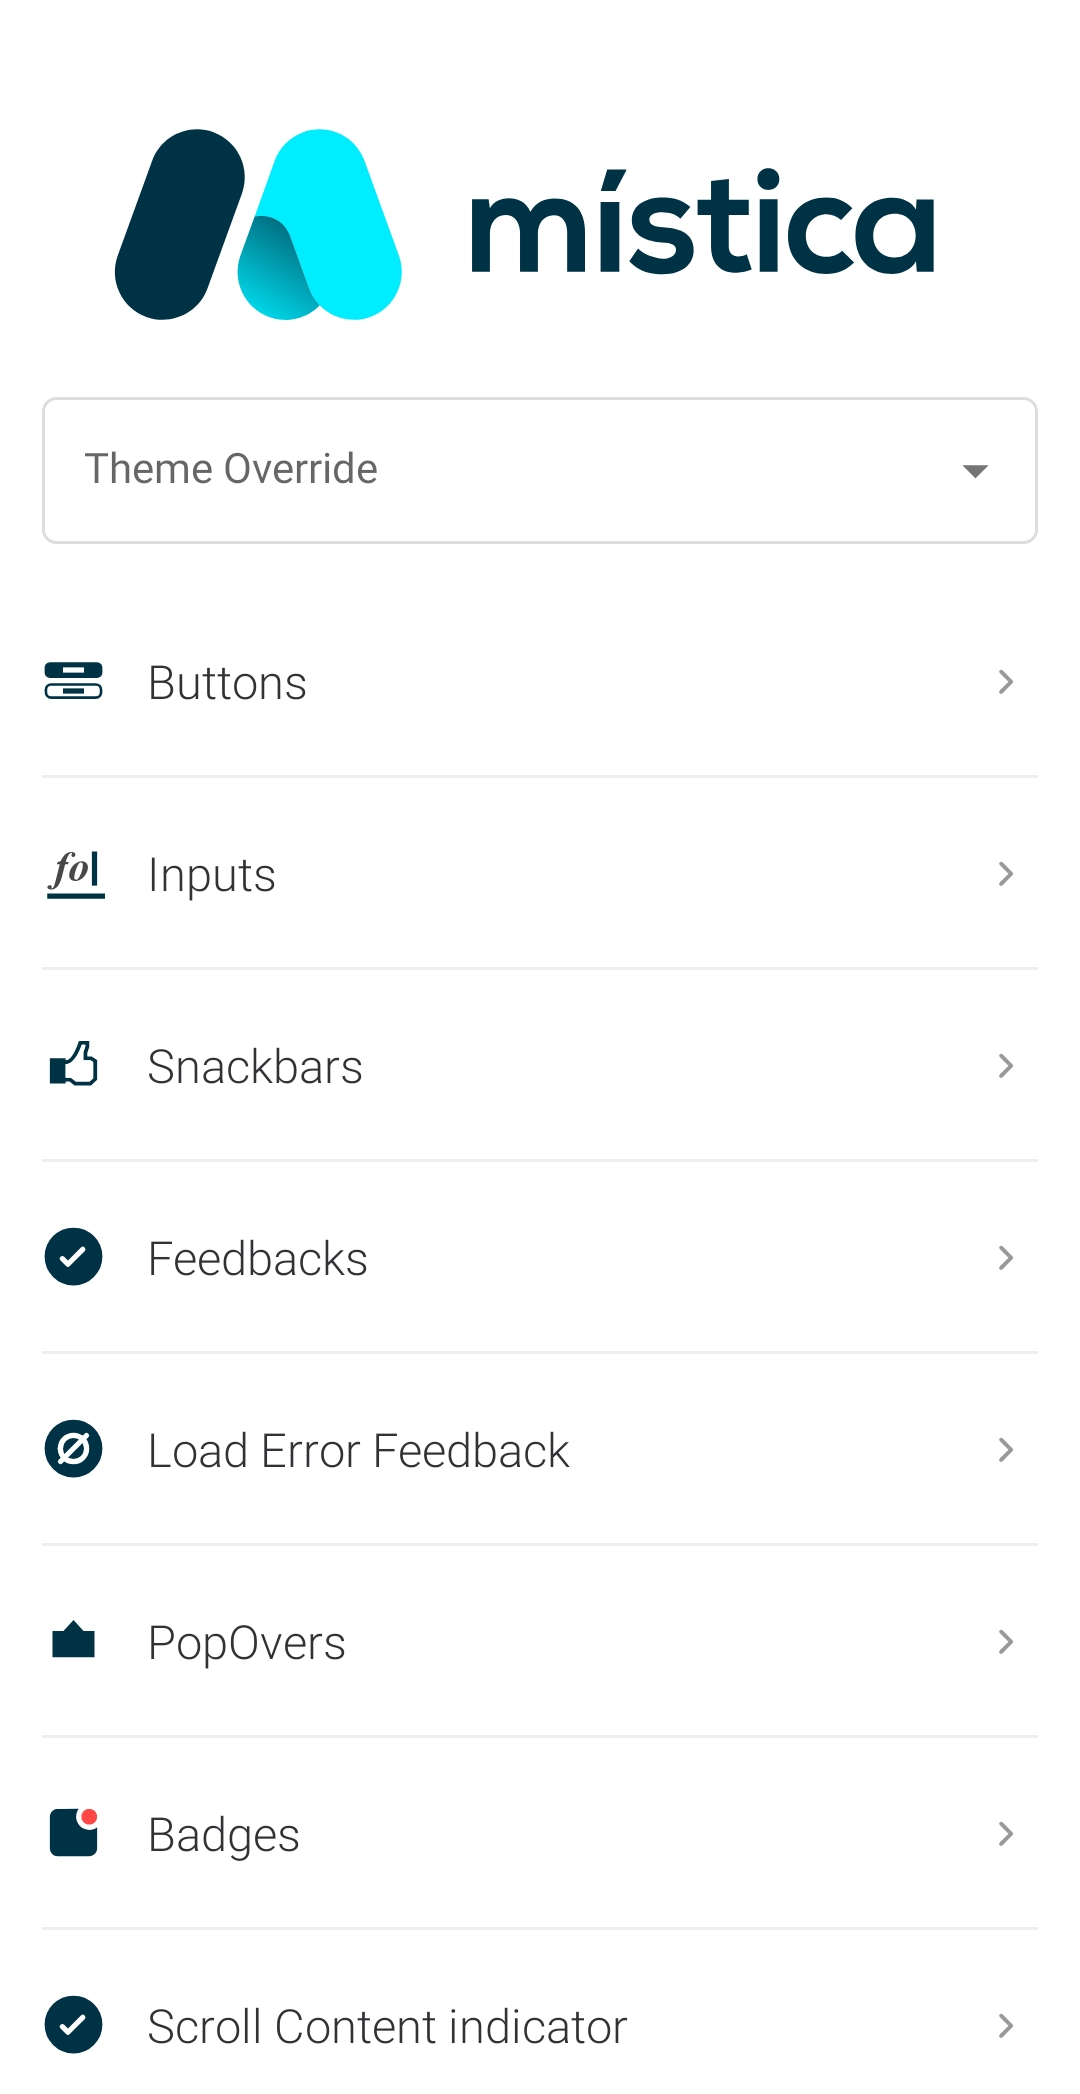 mística
Theme Override
Buttons
fo
Inputs
Snackbars
Feedbacks
Load Error Feedback
PopOvers
Badges
Scroll Content indicator